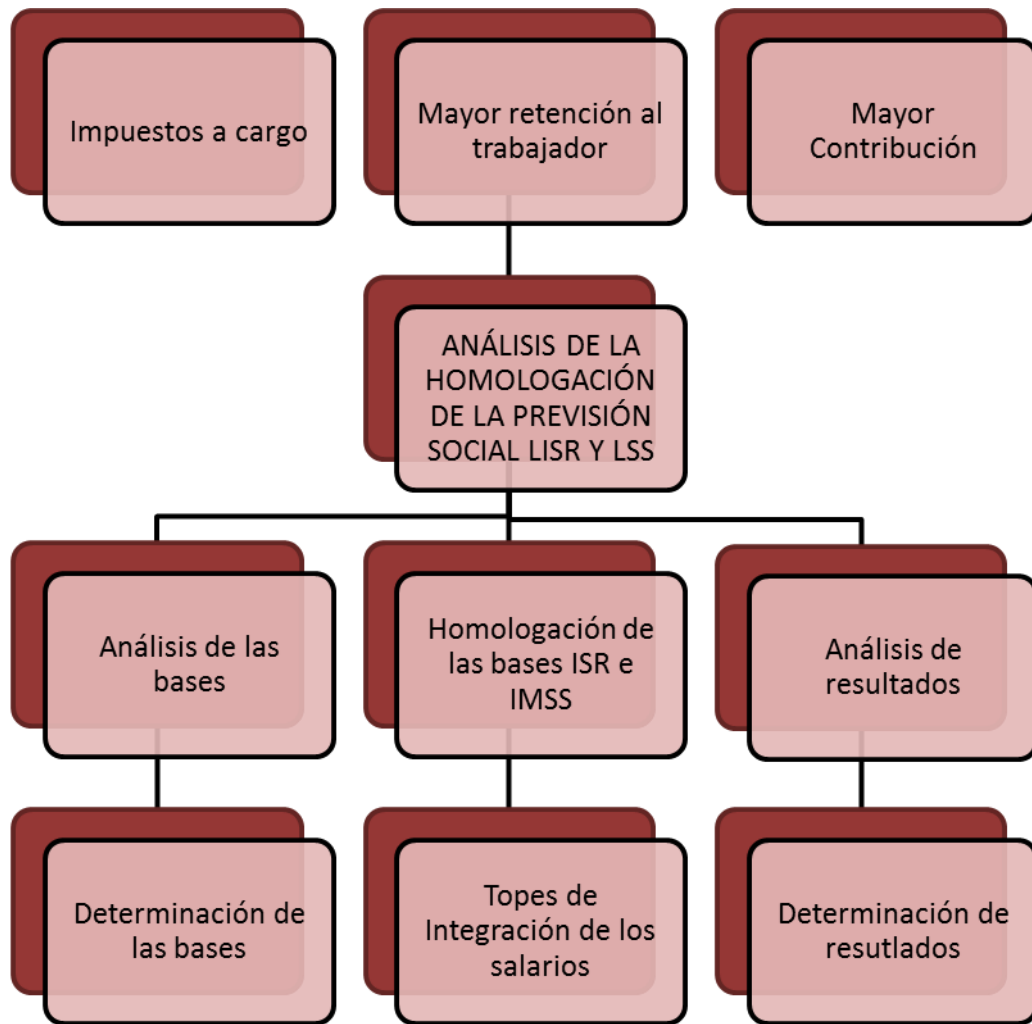 Impuestos a cargo
Mayor retención al
trabajador
Mayor
Contribución
ANÁLISIS DE LA
HOMOLOGACIÓN
DE LA PREVISIÓN
SOCIAL LISR Y LSS
Análisis de las
bases
Homologación de
las bases ISR e
IMSS
Análisis de
resultados
Determinación de
las bases
Topes de
Integración de los
salarios
Determinación de
resutlados